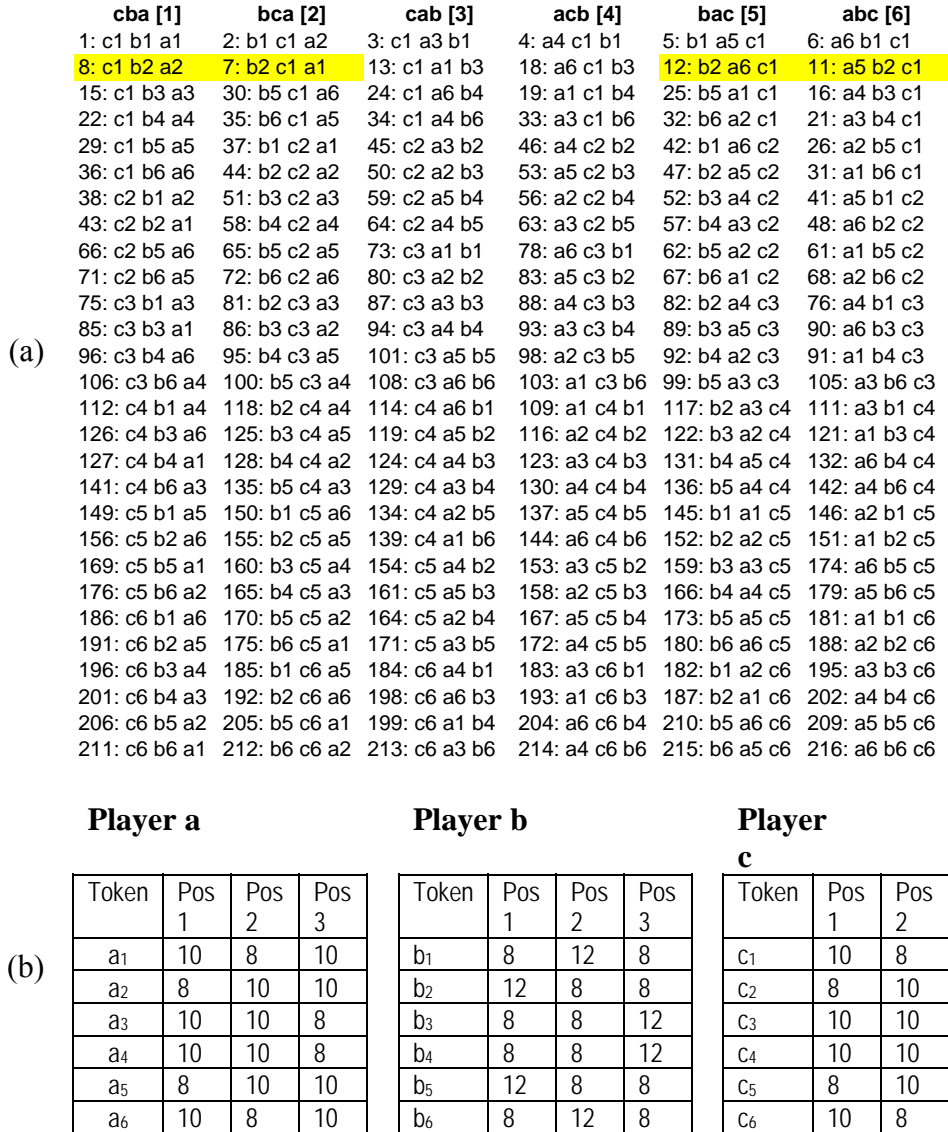 cba [1] bca [2] cab [3] acb [4] bac [5] abc [6]
1: c1 b1 a1 2: b1 c1 a2 3: c1 a3 b1 4: a4 c1 b1 5: b1 a5 c1 6: a6 b1 c1
8: c1 b2 a2 7: b2 c1 a1 13: c1 a1 b3 18: a6 c1 b3 12: b2 a6 c1 11: a5 b2 c1
15: c1 b3 a3 30: b5 c1 a6 24: c1 a6 b4 19: a1 c1 b4 25: b5 a1 c1 16: a4 b3 c1
22: c1 b4 a4 35: b6 c1 a5 34: c1 a4 b6 33: a3 c1 b6 32: b6 a2 c1 21: a3 b4 c1
29: c1 b5 a5 37: b1 c2 a1 45: c2 a3 b2 46: a4 c2 b2 42: b1 a6 c2 26: a2 b5 c1
36: c1 b6 a6 44: b2 c2 a2 50: c2 a2 b3 53: a5 c2 b3 47: b2 a5 c2 31: a1 b6 c1
38: c2 b1 a2 51: b3 c2 a3 59: c2 a5 b4 56: a2 c2 b4 52: b3 a4 c2 41: a5 b1 c2
43: c2 b2 a1 58: b4 c2 a4 64: c2 a4 b5 63: a3 c2 b5 57: b4 a3 c2 48: a6 b2 c2
66: c2 b5 a6 65: b5 c2 a5 73: c3 a1 b1 78: a6 c3 b1 62: b5 a2 c2 61: a1 b5 c2
71: c2 b6 a5 72: b6 c2 a6 80: c3 a2 b2 83: a5 c3 b2 67: b6 a1 c2 68: a2 b6 c2
75: c3 b1 a3 81: b2 c3 a3 87: c3 a3 b3 88: a4 c3 b3 82: b2 a4 c3 76: a4 b1 c3
85: c3 b3 a1 86: b3 c3 a2 94: c3 a4 b4 93: a3 c3 b4 89: b3 a5 c3 90: a6 b3 c3
(a) 96: c3 b4 a6 95: b4 c3 a5 101: c3 a5 b5 98: a2 c3 b5 92: b4 a2 c3 91: a1 b4 c3
106: c3 b6 a4 100: b5 c3 a4 108: c3 a6 b6 103: a1 c3 b6 99: b5 a3 c3 105: a3 b6 c3
112: c4 b1 a4 118: b2 c4 a4 114: c4 a6 b1 109: a1 c4 b1 117: b2 a3 c4 111: a3 b1 c4
126: c4 b3 a6 125: b3 c4 a5 119: c4 a5 b2 116: a2 c4 b2 122: b3 a2 c4 121: a1 b3 c4
127: c4 b4 a1 128: b4 c4 a2 124: c4 a4 b3 123: a3 c4 b3 131: b4 a5 c4 132: a6 b4 c4
141: c4 b6 a3 135: b5 c4 a3 129: c4 a3 b4 130: a4 c4 b4 136: b5 a4 c4 142: a4 b6 c4
149: c5 b1 a5 150: b1 c5 a6 134: c4 a2 b5 137: a5 c4 b5 145: b1 a1 c5 146: a2 b1 c5
156: c5 b2 a6 155: b2 c5 a5 139: c4 a1 b6 144: a6 c4 b6 152: b2 a2 c5 151: a1 b2 c5
169: c5 b5 a1 160: b3 c5 a4 154: c5 a4 b2 153: a3 c5 b2 159: b3 a3 c5 174: a6 b5 c5
176: c5 b6 a2 165: b4 c5 a3 161: c5 a5 b3 158: a2 c5 b3 166: b4 a4 c5 179: a5 b6 c5
186: c6 b1 a6 170: b5 c5 a2 164: c5 a2 b4 167: a5 c5 b4 173: b5 a5 c5 181: a1 b1 c6
191: c6 b2 a5 175: b6 c5 a1 171: c5 a3 b5 172: a4 c5 b5 180: b6 a6 c5 188: a2 b2 c6
196: c6 b3 a4 185: b1 c6 a5 184: c6 a4 b1 183: a3 c6 b1 182: b1 a2 c6 195: a3 b3 c6
201: c6 b4 a3 192: b2 c6 a6 198: c6 a6 b3 193: a1 c6 b3 187: b2 a1 c6 202: a4 b4 c6
206: c6 b5 a2 205: b5 c6 a1 199: c6 a1 b4 204: a6 c6 b4 210: b5 a6 c6 209: a5 b5 c6
211: c6 b6 a1 212: b6 c6 a2 213: c6 a3 b6 214: a4 c6 b6 215: b6 a5 c6 216: a6 b6 c6
Player a Player b Player
c
Token Pos Pos Pos Token Pos Pos Pos Token Pos Pos
1 2 3 1 2 3 1 2
a1 10 8 10 b1 8 12 8 c1 10 8
(b) a2 8 10 10 b2 12 8 8 c2 8 10
a3 10 10 8 b3 8 8 12 c3 10 10
a4 10 10 8 b4 8 8 12 c4 10 10
a5 8 10 10 b5 12 8 8 c5 8 10
a6 10 8 10 b6 8 12 8 c6 10 8